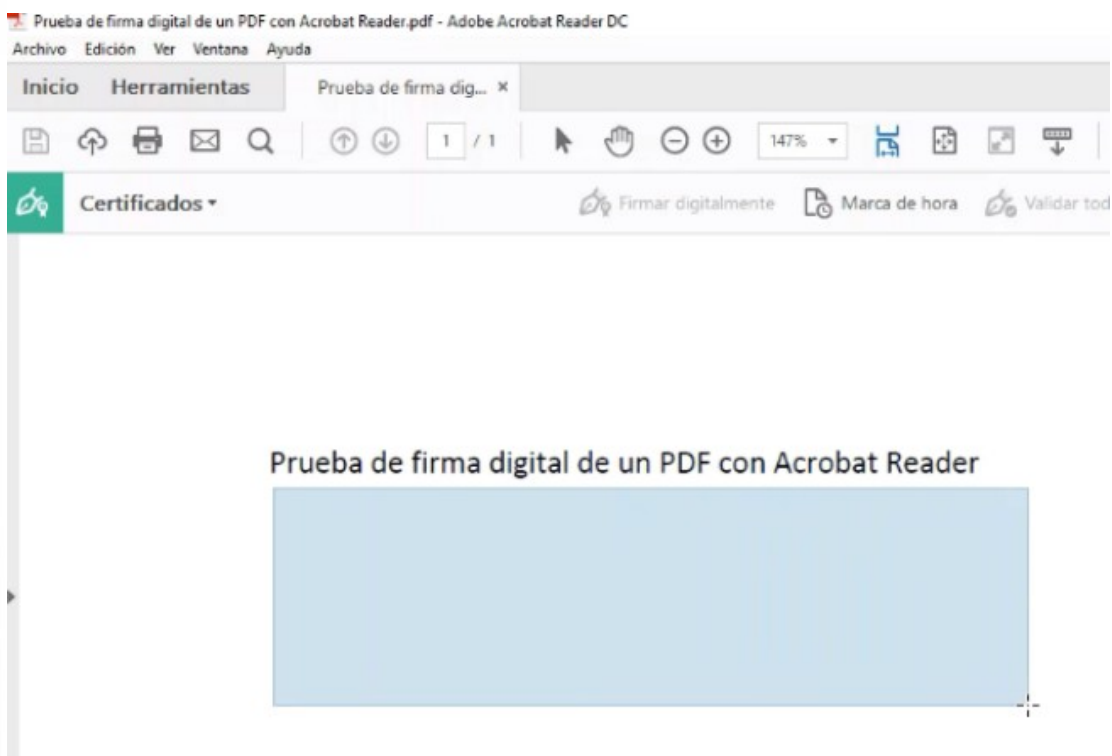 Prueba de firma digital de un PDF con Acrobat Reader.pdf - Adobe Acrobat Reader DC
Archivo Edición Ver Ventana Ayuda
Inicio Herramientas Prueba de firma dig... ×
1 / 1 147%
Certificados Firmar digitalmente Marca de hora Validar tod
Prueba de firma digital de un PDF con Acrobat Reader